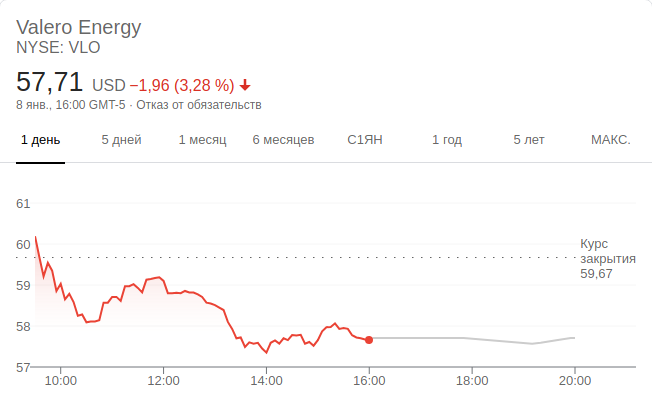 Valero Energy
NYSE: VLO
57,71 USD −1,96 (3,28 %)
8 янв., 16:00 GMT-5 · Отказ от обязательств
1 день 5 дней 1 месяц 6 месяцев С1ЯН 1 год 5 лет МАКС.
61
60
59
58
57
Курс
закрытия
59,67
10:00 12:00 14:00 16:00 18:00 20:00